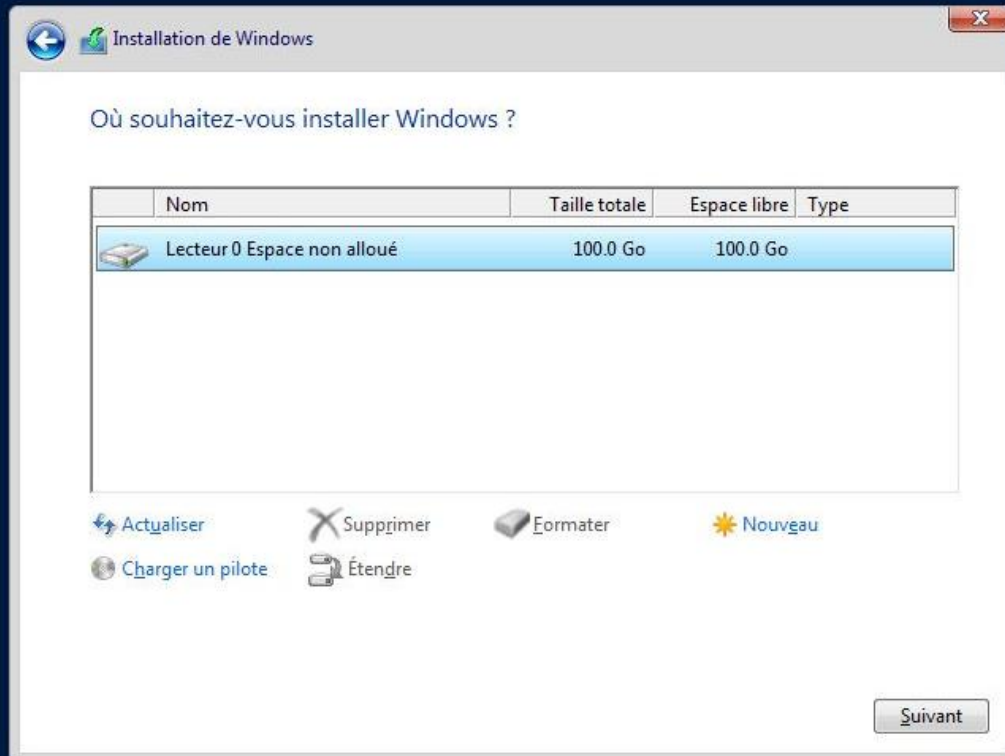 Installation de Windows
Où souhaitez-vous installer Windows ?
Nom Taille totale Espace libre Type
Lecteur 0 Espace non alloué 100.0 Go 100.0 Go
Actualiser Supprimer Formater Nouveau
Charger un pilote Étendre
Suivant